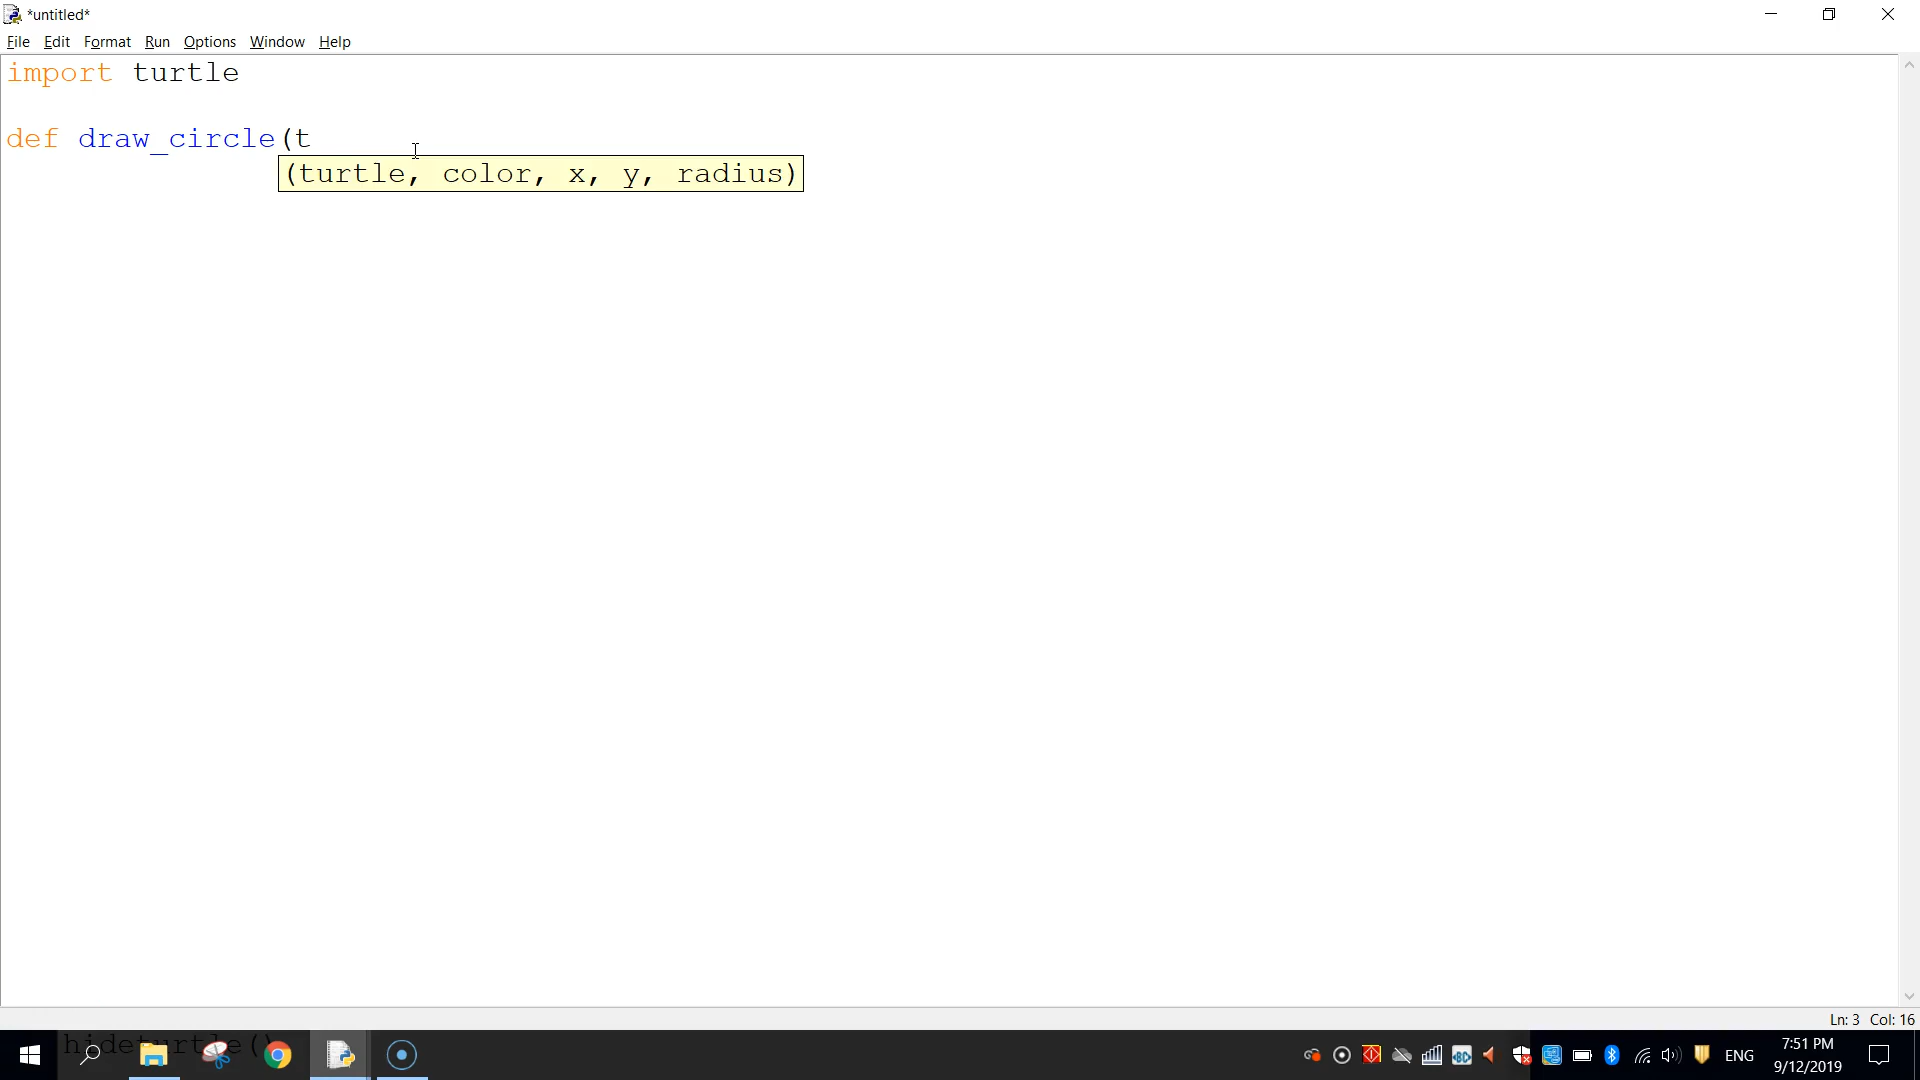 *untitled*
File Edit Format Run Options Window Help
import turtle
def draw_circle(t
(turtle, color, x, y, radius)
Ln: 3 Col: 16
hideturtle()
ENG
7:51 PM
9/12/2019